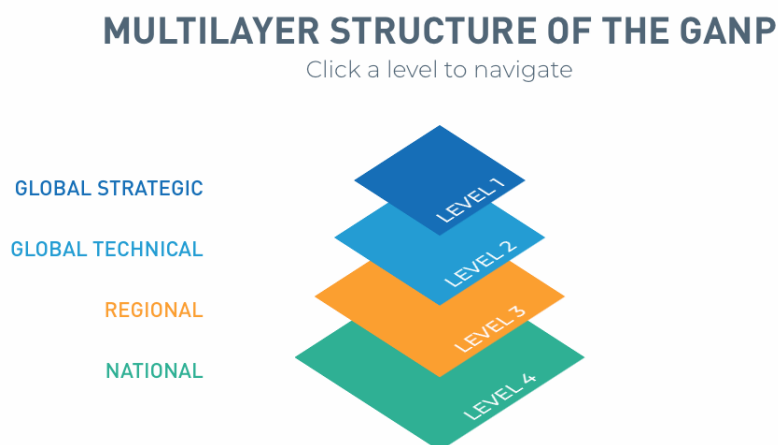 MULTILAYER STRUCTURE OF THE GANP
Click a level to navigate
GLOBAL STRATEGIC
LEVEL 1
GLOBAL TECHNICAL
LEVEL 2
REGIONAL
LEVEL 3
NATIONAL
LEVEL 4